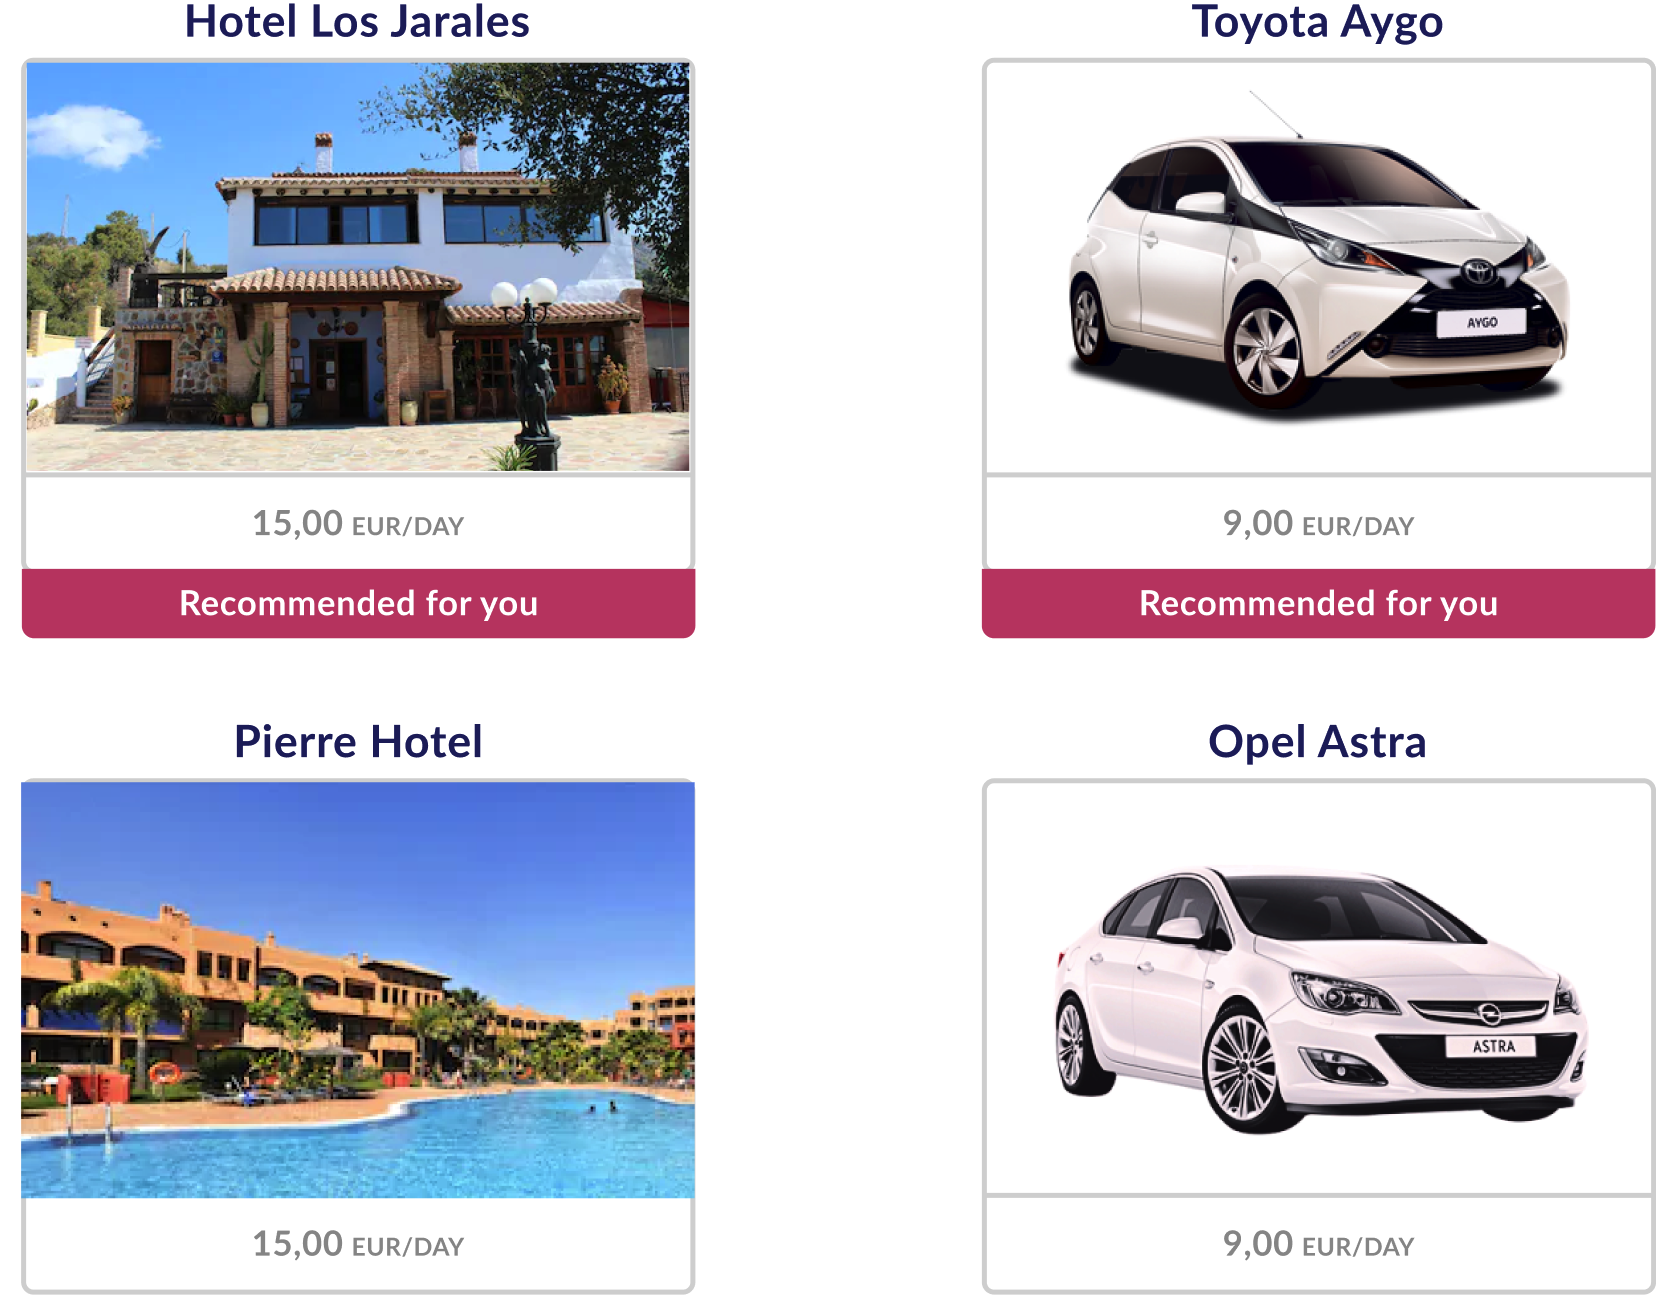 Hotel Los Jarales
Toyota Aygo
AYGO
15,00 EUR/DAY
9,00 EUR/DAY
Recommended for you
Recommended for you
Pierre Hotel
Opel Astra
ASTRA
15,00 EUR/DAY
9,00 EUR/DAY